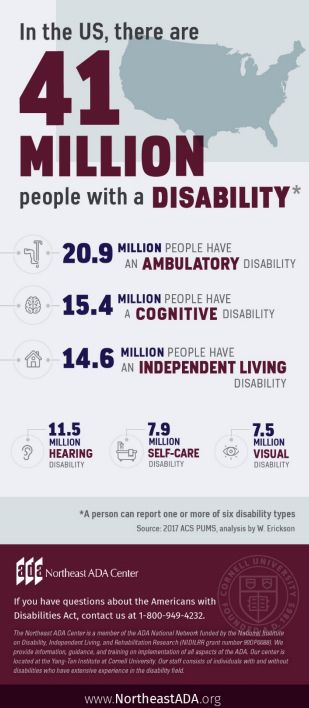 In the US, there are
41
MILLION
people with a DISABILITY*
20.9 MILLION PEOPLE HAVE
AN AMBULATORY DISABILITY
15.4 MILLION PEOPLE HAVE
A COGNITIVE DISABILITY
14.6 MILLION PEOPLE HAVE
AN INDEPENDENT LIVING
DISABILITY
11.5
MILLION
HEARING
DISABILITY
7.9
MILLION
SELF-CARE
DISABILITY
7.5
MILLION
VISUAL
DISABILITY
*A person can report one or more of six disability types
Source: 2017 ACS PUMS, analysis by W. Erickson
ada Northeast ADA Center
CORNELL UNIVERSITY
FOUNDED A.D. 1865
If you have questions about the Americans with
Disabilities Act, contact us at 1-800-949-4232.
The Northeast ADA Center is a member of the ADA National Network funded by the National Institute
on Disability, Independent Living, and Rehabilitation Research (NIDILRR grant number 90DP0088). We
provide information, guidance, and training on implementation of all aspects of the ADA. Our center is
located at the Yang-Tan Institute at Cornell University. Our staff consists of individuals with and without
disabilities who have extensive experience in the disability field.
www.NortheastADA.org